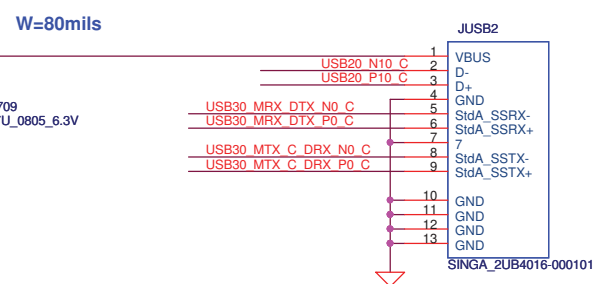 W=80mils
JUSB2
1 VBUS
USB20_N10_C 2 D-
USB20_P10_C 3 D+
4 GND
709
USB30_MRX_DTX_N0_C 5 StdA_SSRX-
U_0805_6.3V
USB30_MRX_DTX_P0_C 6 StdA_SSRX+
7 7
USB30_MTX_C_DRX_N0_C 8 StdA_SSTX-
USB30_MTX_C_DRX_P0_C 9 StdA_SSTX+
10 GND
11 GND
12 GND
13 GND
SINGA_2UB4016-000101